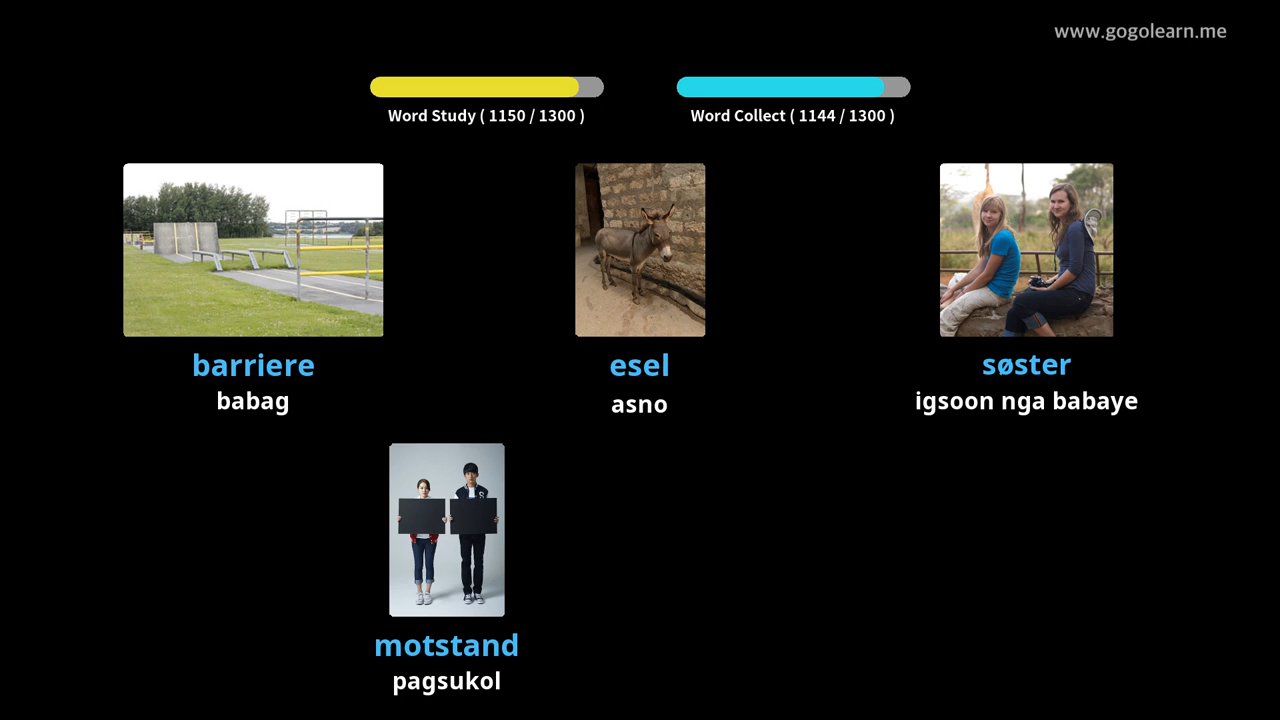 www.gogolearn.me
Word Study ( 1150 / 1300 )
Word Collect ( 1144 / 1300 )
barriere
babag
esel
asno
søster
igsoon nga babaye
motstand
pagsukol